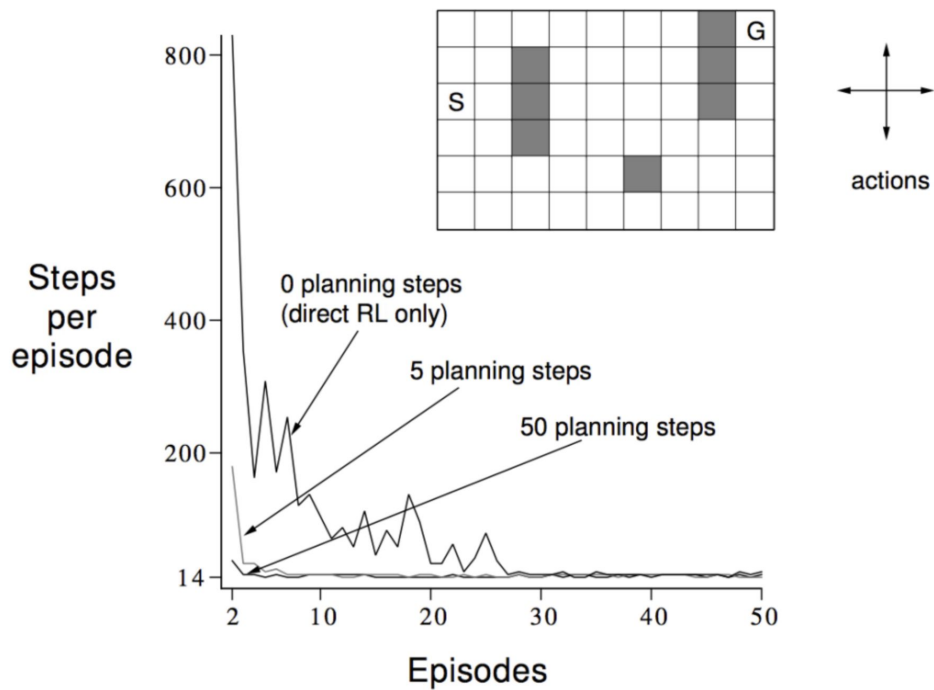 800
600
400
200
14
Steps
per
episode
G
S
actions
0 planning steps
(direct RL only)
5 planning steps
50 planning steps
2
10
20
30
40
50
Episodes